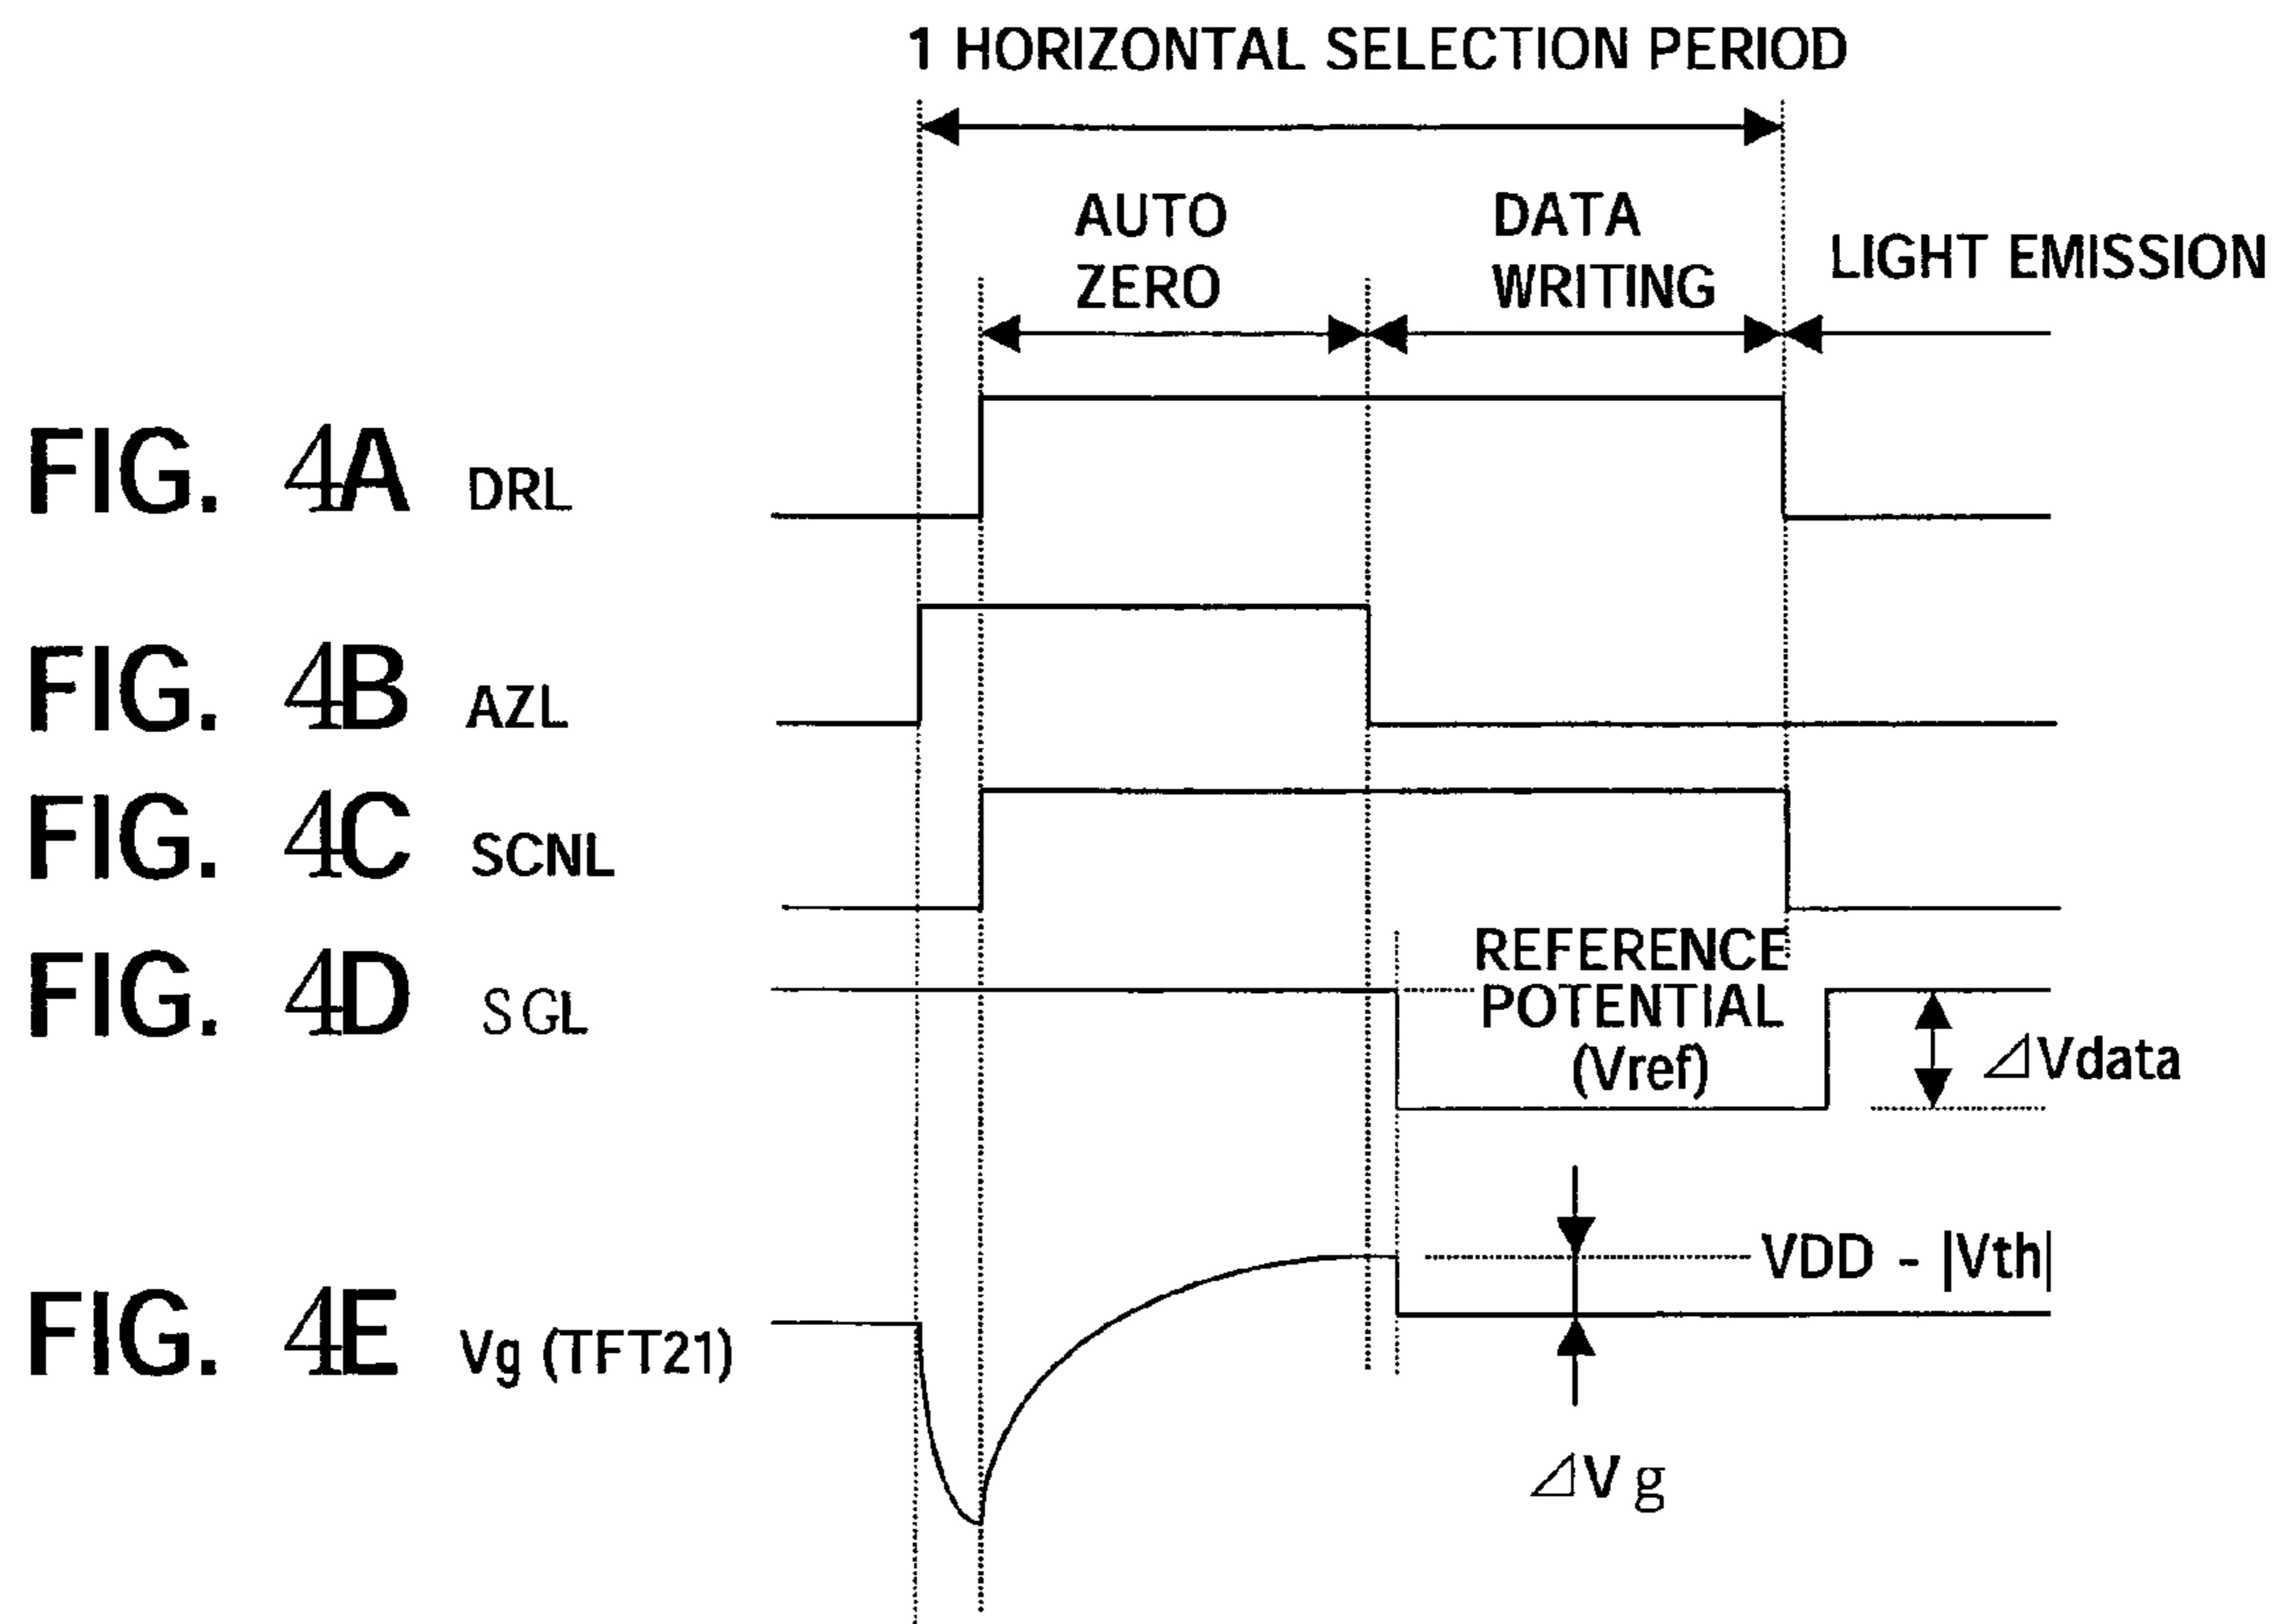 1 HORIZONTAL SELECTION PERIOD
AUTO
ZERO
DATA
WRITING
LIGHT EMISSION
FIG. 4A DRL
FIG. 4B AZL
FIG. 4C SCNL
FIG. 4D SGL
REFERENCE
POTENTIAL
(Vref)
⊿Vdata
FIG. 4E Vg (TFT21)
VDD - |Vth|
⊿Vg